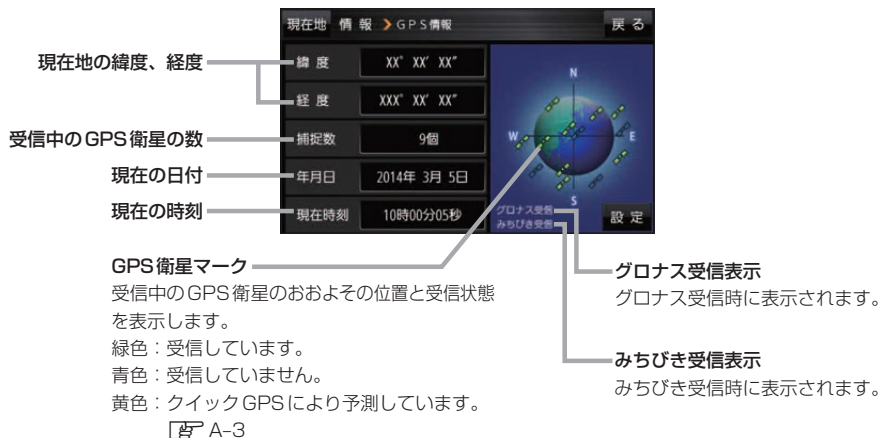 現在地 情 報 > GPS情報 戻 る
現在地の緯度、経度
緯 度 XX° XX′ XX″
経 度 XXX° XX′ XX″
受信中のGPS衛星の数
捕捉数 9個
現在の日付
年月日 2014年 3月 5日
現在の時刻
現在時刻 10時00分05秒
N
W
E
S
グロナス受信
みちびき受信
設 定
GPS衛星マーク
受信中のGPS衛星のおおよその位置と受信状態
を表示します。
緑色：受信しています。
青色：受信していません。
黄色：クイックGPSにより予測しています。
A-3
グロナス受信表示
グロナス受信時に表示されます。
みちびき受信表示
みちびき受信時に表示されます。